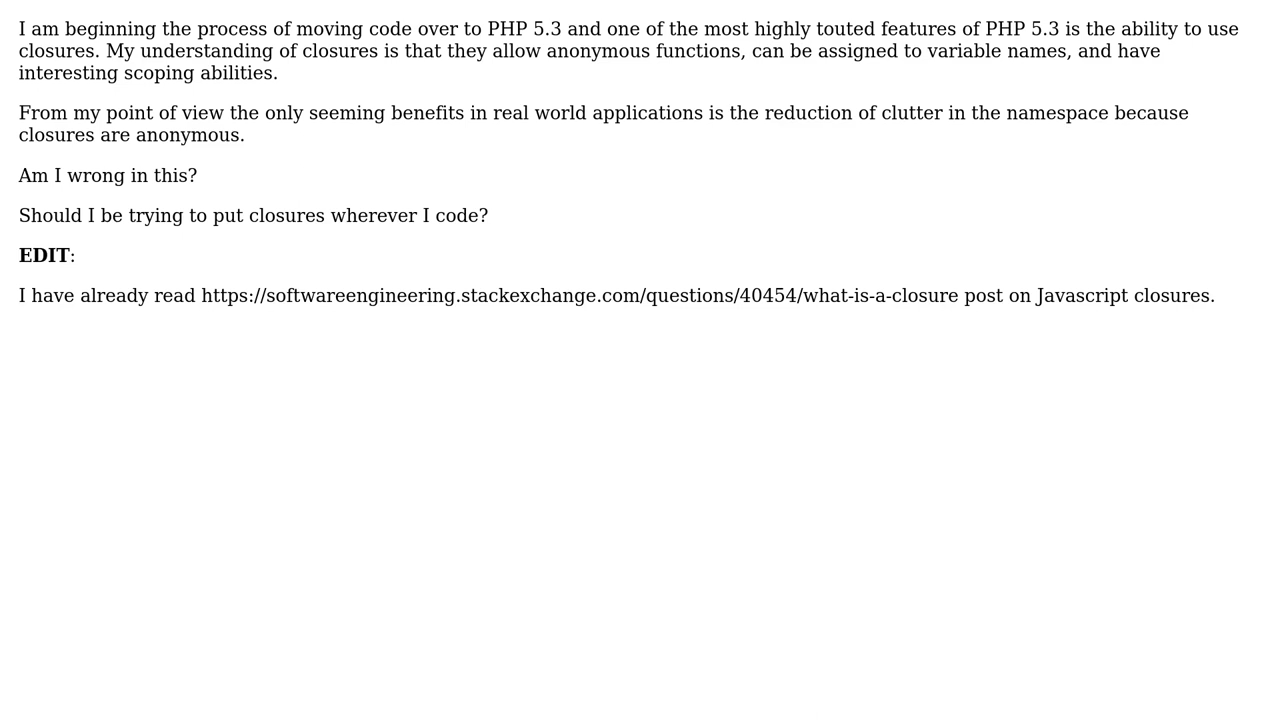 I am beginning the process of moving code over to PHP 5.3 and one of the most highly touted features of PHP 5.3 is the ability to use
closures. My understanding of closures is that they allow anonymous functions, can be assigned to variable names, and have
interesting scoping abilities.
From my point of view the only seeming benefits in real world applications is the reduction of clutter in the namespace because
closures are anonymous.
Am I wrong in this?
Should I be trying to put closures wherever I code?
EDIT:
I have already read https://softwareengineering.stackexchange.com/questions/40454/what-is-a-closure post on Javascript closures.